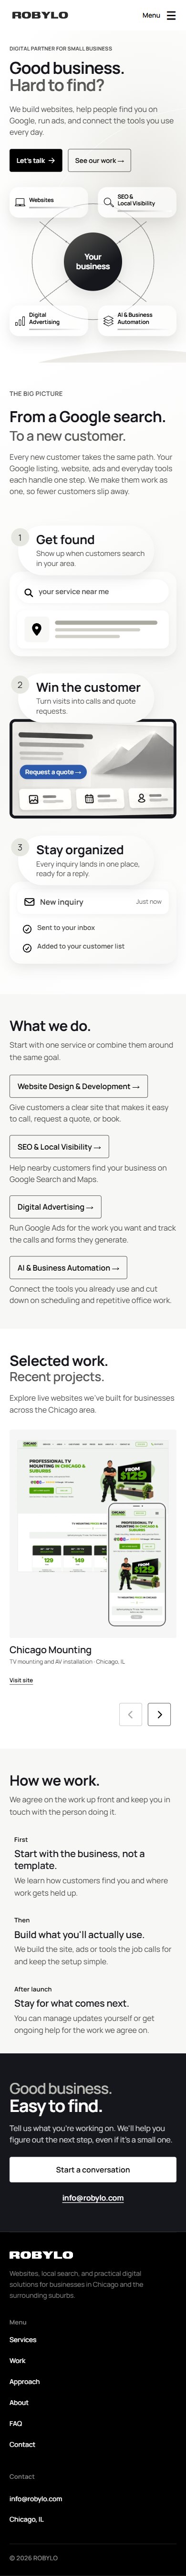 ROBYLO
Menu
DIGITAL PARTNER FOR SMALL BUSINESS
Good business.
Hard to find?
We build websites, help people find you on
Google, run ads, and connect the tools you use
every day.
Let's talk →
See our work →
Websites
SEO &
Local Visibility
Your
business
Digital
Advertising
AI & Business
Automation
THE BIG PICTURE
From a Google search.
To a new customer.
Every new customer takes the same path. Your
Google listing, website, ads and everyday tools
each handle one step. We make them work as
one, so fewer customers slip away.
1
Get found
Show up when customers search
in your area.
your service near me
2
Win the customer
Turn visits into calls and quote
requests.
Request a quote →
3
Stay organized
Every inquiry lands in one place,
ready for a reply.
New inquiry
Just now
Sent to your inbox
Added to your customer list
What we do.
Start with one service or combine them around
the same goal.
Website Design & Development →
Give customers a clear site that makes it easy
to call, request a quote, or book.
SEO & Local Visibility →
Help nearby customers find your business on
Google Search and Maps.
Digital Advertising →
Run Google Ads for the work you want and track
the calls and forms they generate.
AI & Business Automation →
Connect the tools you already use and cut
down on scheduling and repetitive office work.
Selected work.
Recent projects.
Explore live websites we've built for businesses
across the Chicago area.
PROFESSIONAL TV
MOUNTING IN CHICAGO &
SUBURBS
$129
Chicago Mounting
TV mounting and AV installation · Chicago, IL
Visit site
How we work.
We agree on the work up front and keep you in
touch with the person doing it.
First
Start with the business, not a
template.
We learn how customers find you and where
work gets held up.
Then
Build what you'll actually use.
We build the site, ads or tools the job calls for
and keep the setup simple.
After launch
Stay for what comes next.
You can manage updates yourself or get
ongoing help for the work we agree on.
Good business.
Easy to find.
Tell us what you're working on. We'll help you
figure out the next step, even if it's a small one.
Start a conversation
info@robylo.com
ROBYLO
Websites, local search, and practical digital
solutions for businesses in Chicago and the
surrounding suburbs.
Menu
Services
Work
Approach
About
FAQ
Contact
Contact
info@robylo.com
Chicago, IL
© 2026 ROBYLO